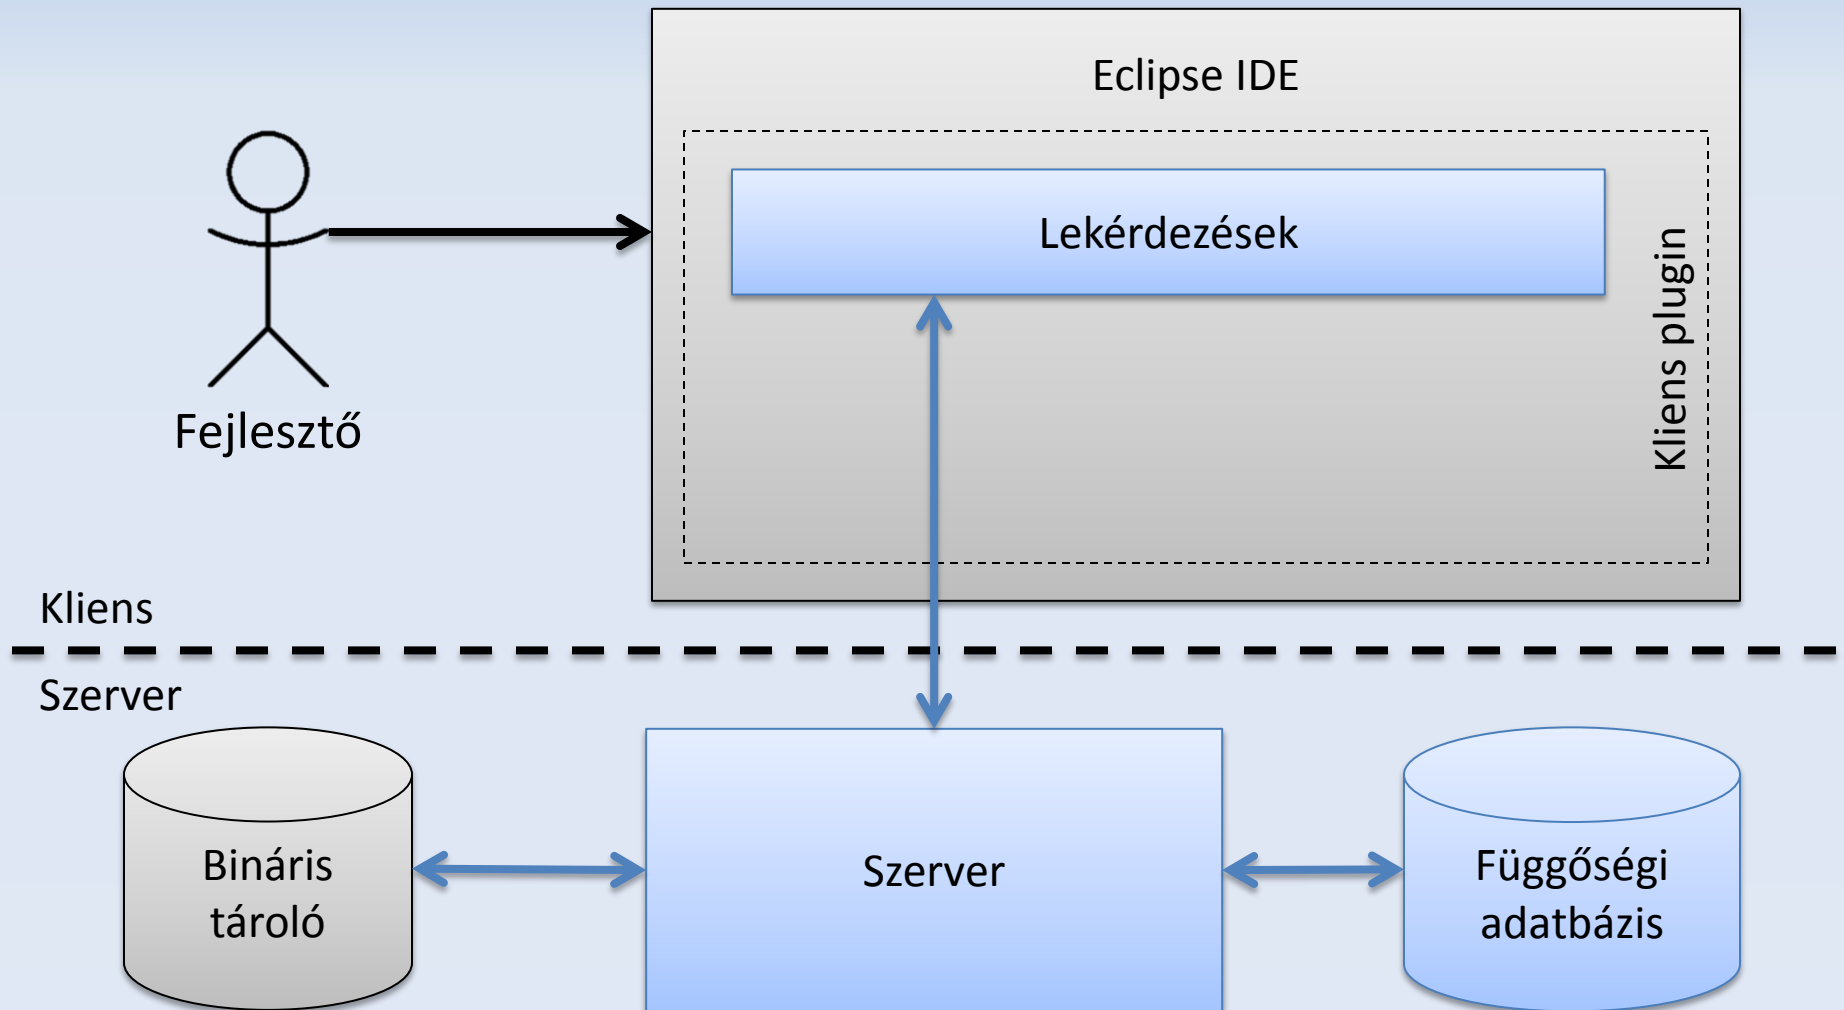 Eclipse IDE
Lekérdezések
Kliens plugin
Fejlesztő
Kliens
Szerver
Bináris
tároló
Szerver
Függőségi
adatbázis